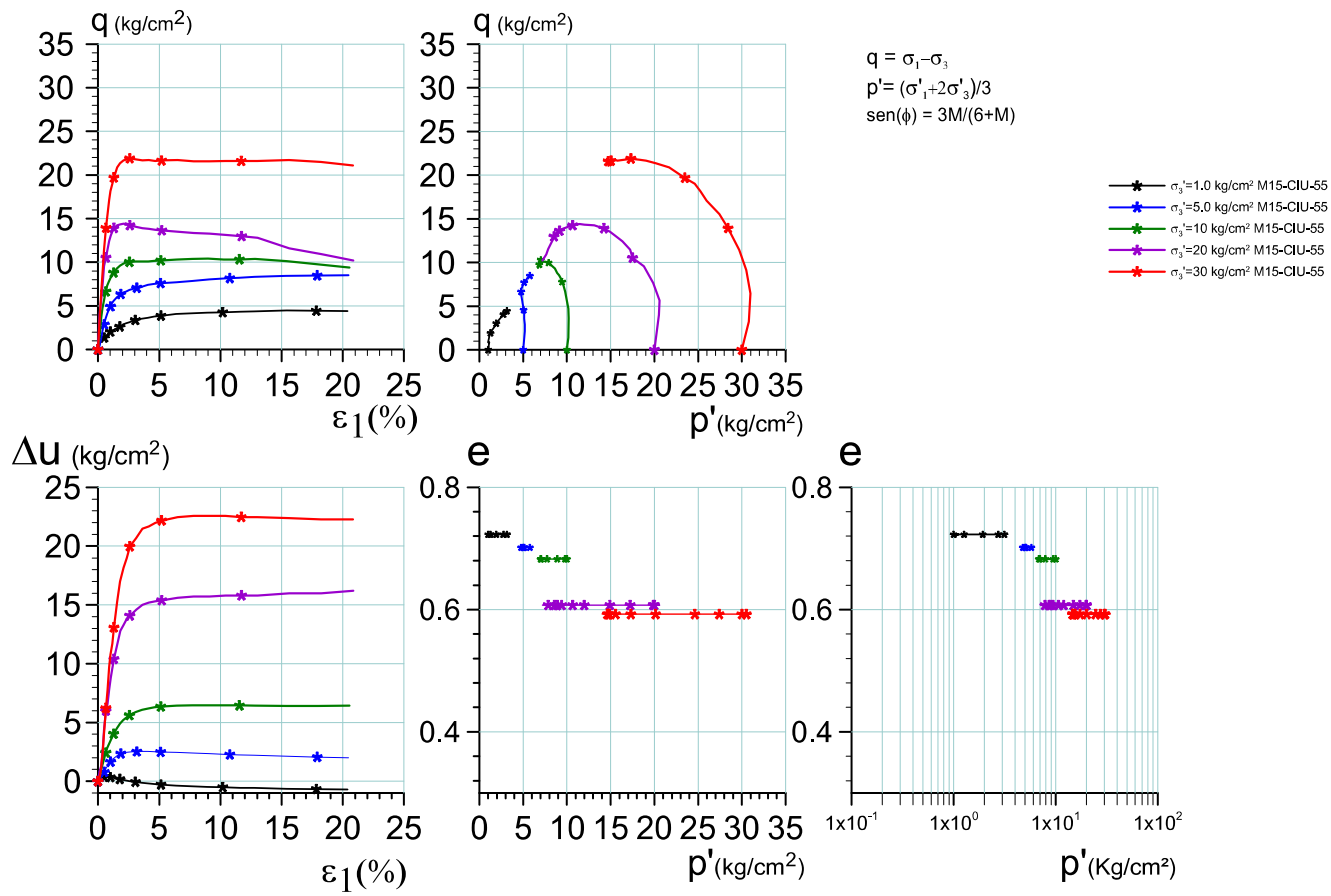 q (kg/cm²)
35
30
25
20
15
10
5
0
0 5 10 15 20 25
ε₁(%)
q (kg/cm²)
35
30
25
20
15
10
5
0
0 5 10 15 20 25 30 35
p'(kg/cm²)
q = σ₁–σ₃
p'= (σ'₁+2σ'₃)/3
sen(ϕ) = 3M/(6+M)
σ₃'=1.0 kg/cm² M15-CIU-55
σ₃'=5.0 kg/cm² M15-CIU-55
σ₃'=10 kg/cm² M15-CIU-55
σ₃'=20 kg/cm² M15-CIU-55
σ₃'=30 kg/cm² M15-CIU-55
Δu (kg/cm²)
25
20
15
10
5
0
0 5 10 15 20 25
ε₁(%)
e
0.8
0.6
0.4
0 5 10 15 20 25 30 35
p'(kg/cm²)
e
0.8
0.6
0.4
1x10⁻¹ 1x10⁰ 1x10¹ 1x10²
p'(Kg/cm²)